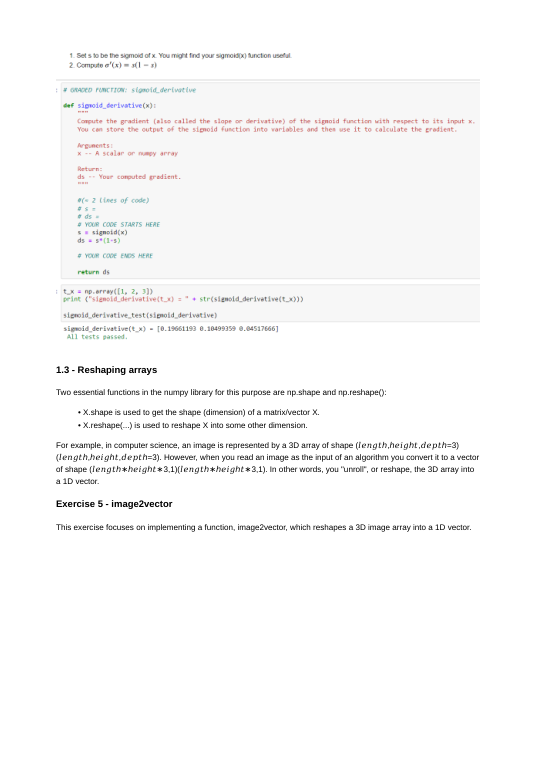 1. Set s to be the sigmoid of x. You might find your sigmoid(x) function useful.
2. Compute σ′(x) = s(1 − s)
# GRADED FUNCTION: sigmoid_derivative
def sigmoid_derivative(x):
"""
Compute the gradient (also called the slope or derivative) of the sigmoid function with respect to its input x.
You can store the output of the sigmoid function into variables and then use it to calculate the gradient.
Arguments:
x -- A scalar or numpy array
Return:
ds -- Your computed gradient.
"""
#(≈ 2 lines of code)
# s =
# ds =
# YOUR CODE STARTS HERE
s = sigmoid(x)
ds = s*(1-s)
# YOUR CODE ENDS HERE
return ds
t_x = np.array([1, 2, 3])
print ("sigmoid_derivative(t_x) = " + str(sigmoid_derivative(t_x)))
sigmoid_derivative_test(sigmoid_derivative)
sigmoid_derivative(t_x) = [0.19661193 0.10499359 0.04517666]
All tests passed.
1.3 - Reshaping arrays
Two essential functions in the numpy library for this purpose are np.shape and np.reshape():
• X.shape is used to get the shape (dimension) of a matrix/vector X.
• X.reshape(...) is used to reshape X into some other dimension.
For example, in computer science, an image is represented by a 3D array of shape (𝑙𝑒𝑛𝑔𝑡ℎ,ℎ𝑒𝑖𝑔ℎ𝑡,𝑑𝑒𝑝𝑡ℎ=3)
(𝑙𝑒𝑛𝑔𝑡ℎ,ℎ𝑒𝑖𝑔ℎ𝑡,𝑑𝑒𝑝𝑡ℎ=3). However, when you read an image as the input of an algorithm you convert it to a vector
of shape (𝑙𝑒𝑛𝑔𝑡ℎ∗ℎ𝑒𝑖𝑔ℎ𝑡∗3,1)(𝑙𝑒𝑛𝑔𝑡ℎ∗ℎ𝑒𝑖𝑔ℎ𝑡∗3,1). In other words, you "unroll", or reshape, the 3D array into
a 1D vector.
Exercise 5 - image2vector
This exercise focuses on implementing a function, image2vector, which reshapes a 3D image array into a 1D vector.